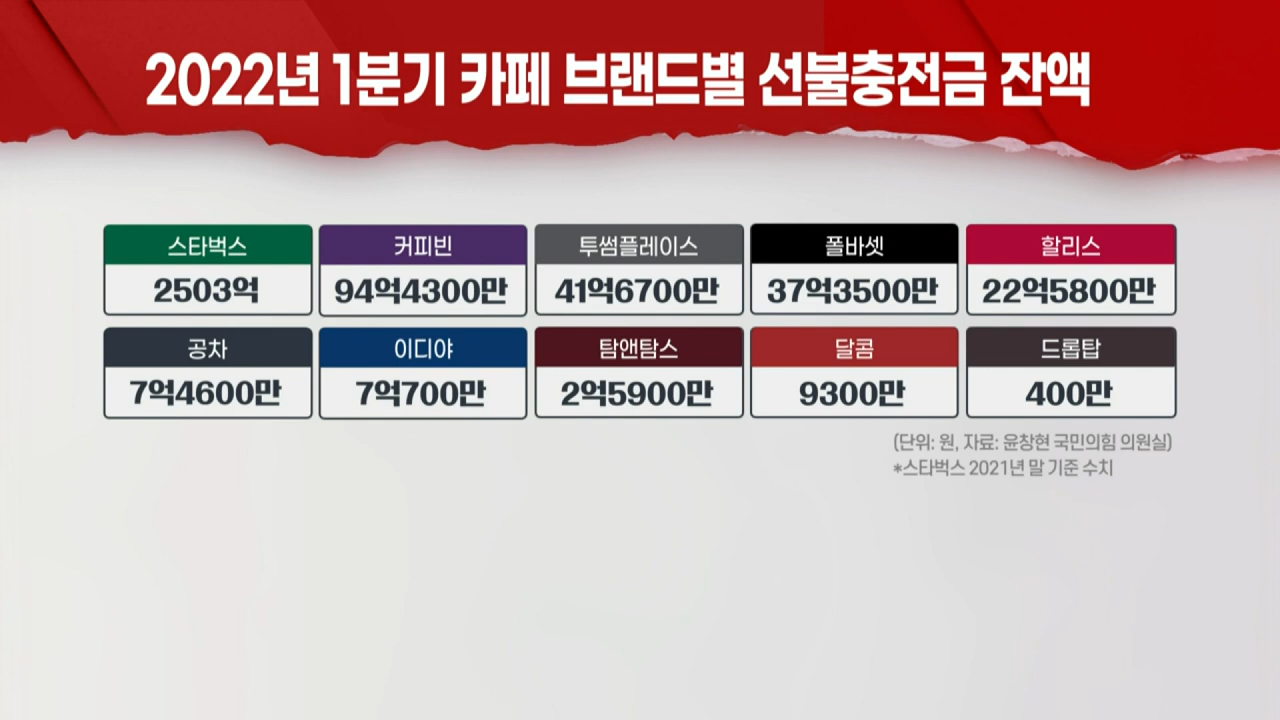 2022년 1분기 카페 브랜드별 선불충전금 잔액
스타벅스 커피빈 투썸플레이스 폴바셋 할리스
2503억 94억4300만 41억6700만 37억3500만 22억5800만
공차 이디야 탐앤탐스 달콤 드롭탑
7억4600만 7억700만 2억5900만 9300만 400만
(단위: 원, 자료: 윤창현 국민의힘 의원실)
*스타벅스 2021년 말 기준 수치